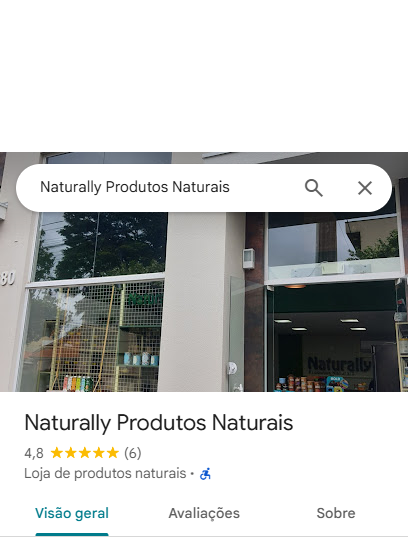 Naturally Produtos Naturais
80
Naturally
Naturally Produtos Naturais
4,8 (6)
Loja de produtos naturais •
Visão geral
Avaliações
Sobre